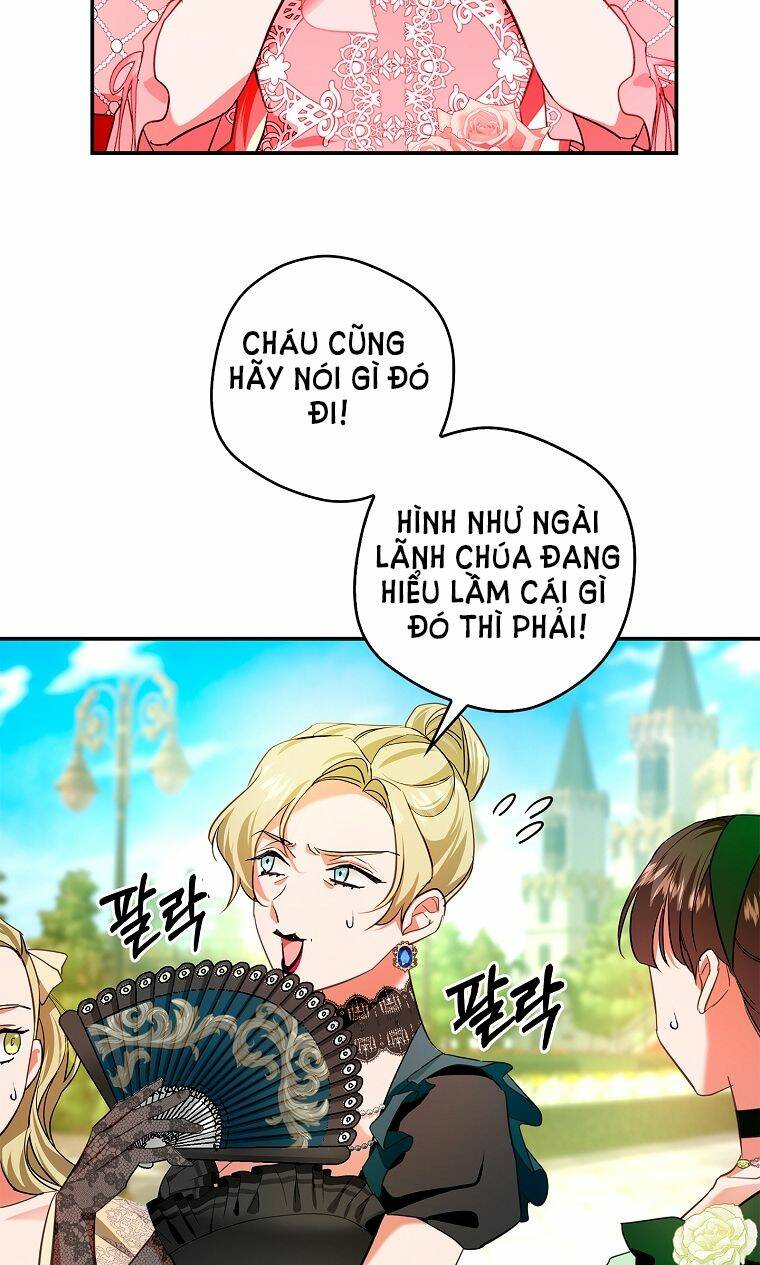 CHÁU CŨNG
HÃY NÓI GÌ ĐÓ
ĐI!
HÌNH NHƯ NGÀI
LÃNH CHÚA ĐANG
HIỂU LẦM CÁI GÌ
ĐÓ THÌ PHẢI!
팔락
팔락